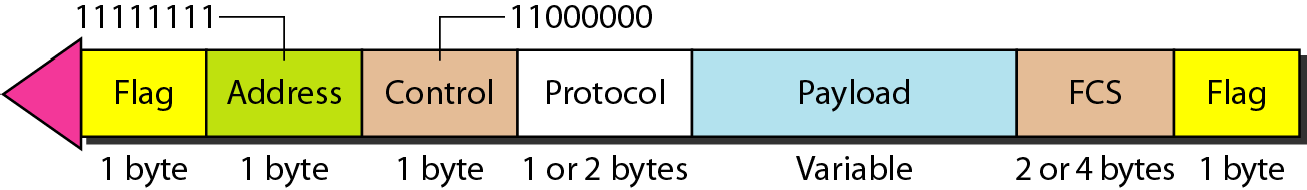 11111111 11000000
Flag Address Control Protocol Payload FCS Flag
1 byte 1 byte 1 byte 1 or 2 bytes Variable 2 or 4 bytes 1 byte